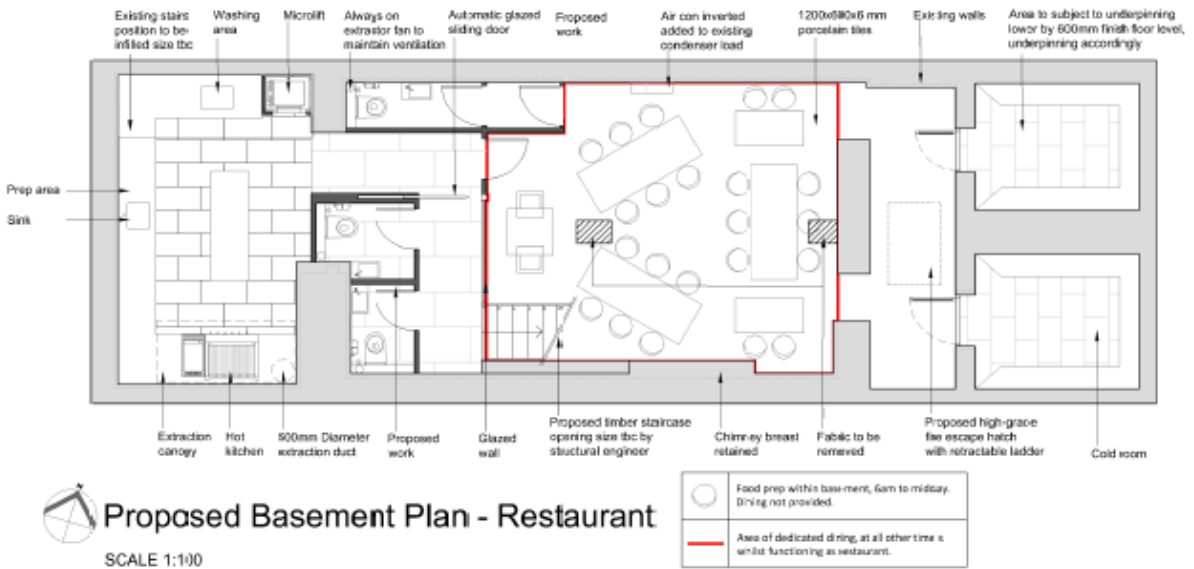 Existing stairs
position to be
infilled size tbc
Washing
area
Microlift
Always on
extraotor fan to
maintain ventilation
Automatic glazed
sliding door
Proposed
work
Air con inverted
added to existing
condenser load
1200x600x6 mm
porcelain tiles
Existing walls
Area to subject to underpinning
lower by 600mm finish floor level,
underpinning accordingly
Prep area
Sink
Extraction
canopy
Hot
kitchen
500mm Diameter
extraction duct
Proposed
work
Glazed
wall
Proposed timber staircase
opening size tbc by
structural engineer
Chimney breast
retained
Fabric to be
removed
Proposed high-grace
fire escape hatch
with retractable ladder
Cold room
Proposed Basement Plan - Restaurant
SCALE 1:100
Food prep within basement, 6am to midday.
Dining not provided.
Area of dedicated dining, at all other time s
whilst functioning as restaurant.